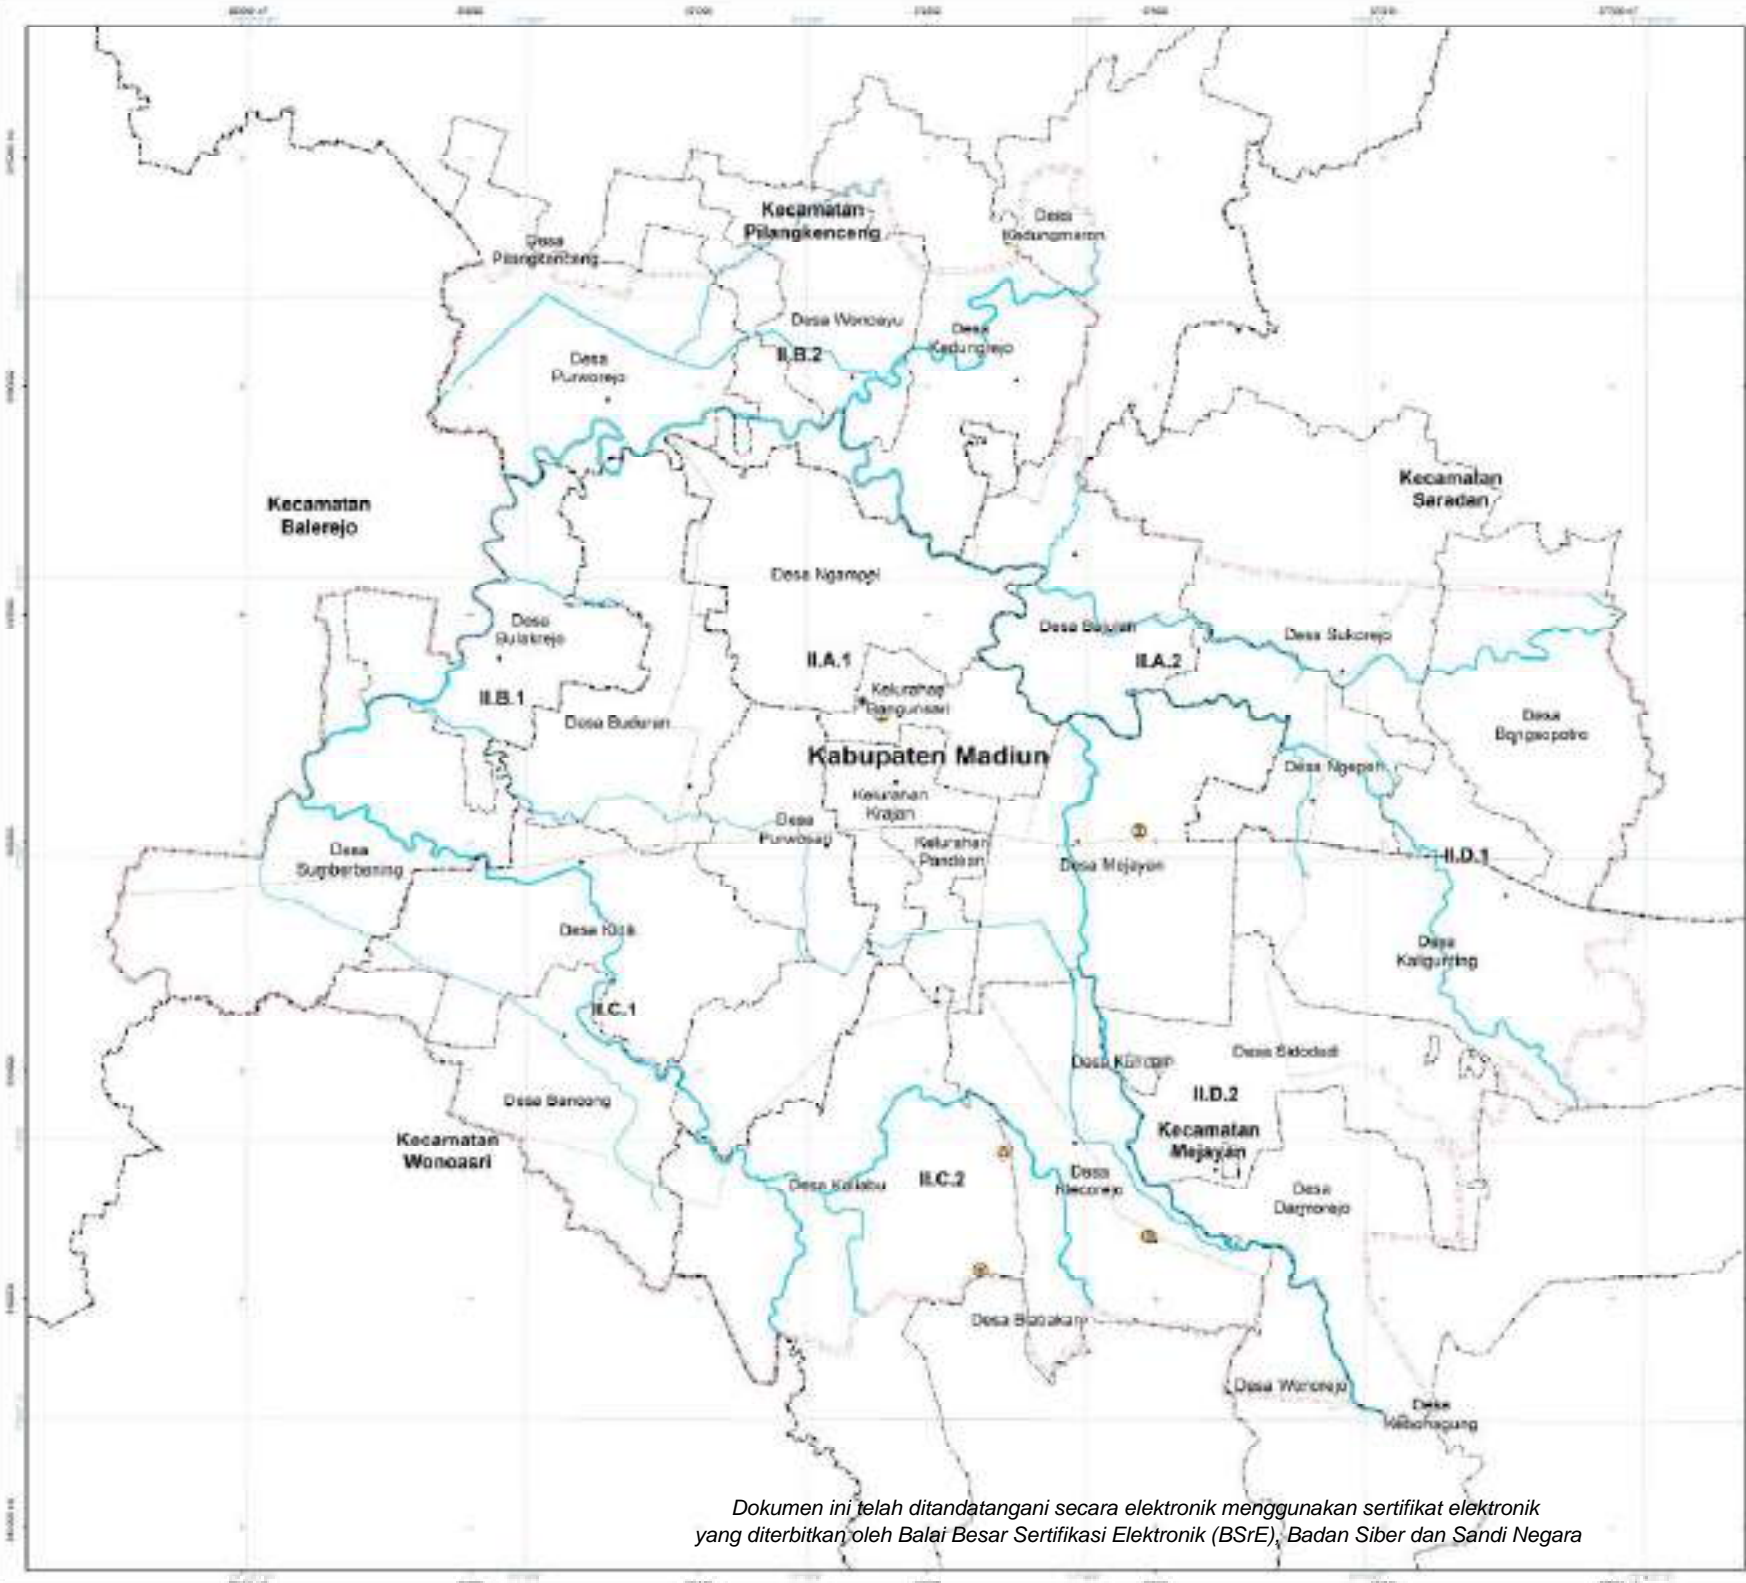 Kecamatan
Pilangkenceng
Desa
Kedungmaron
Desa
Pilangkenceng
Desa Wonoayu
Desa
Kedungrejo
II.B.2
Desa
Purworejo
Kecamatan
Saradan
Kecamatan
Balerejo
Desa Ngampel
Desa
Bulakrejo
Desa Bajulan
Desa Sukorejo
II.A.1
II.A.2
Kelurahan
Bangunsari
II.B.1
Desa Buduran
Desa
Bongsopotro
Kabupaten Madiun
Desa Ngepeh
Kelurahan
Krajan
Desa
Purwosari
Kelurahan
Pandean
Desa
Sumberbening
Desa Mejayan
II.D.1
Desa
Desa
Kaligunting
II.C.1
Desa Sidodadi
Desa
II.D.2
Desa Bancong
Kecamatan
Mejayan
Kecamatan
Wonoasri
Desa Kaliabu
II.C.2
Desa
Klecorejo
Desa
Darmorejo
Desa Blabakan
Desa Wonorejo
Desa
Kebonagung
Dokumen ini telah ditandatangani secara elektronik menggunakan sertifikat elektronik
yang diterbitkan oleh Balai Besar Sertifikasi Elektronik (BSrE), Badan Siber dan Sandi Negara